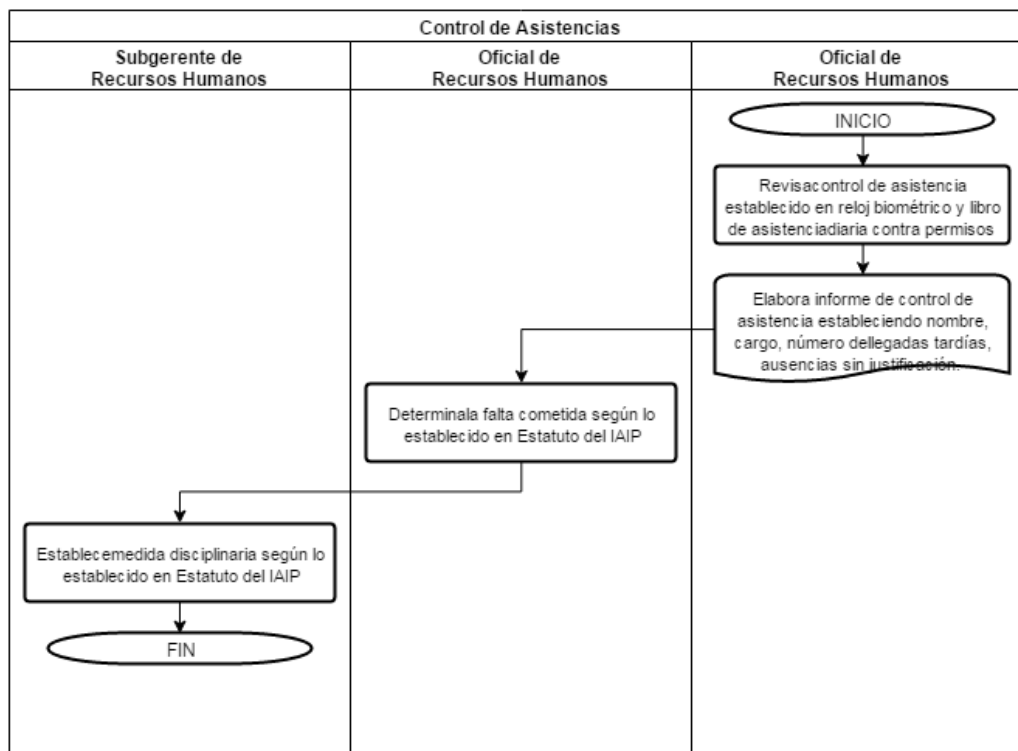 Control de Asistencias
Subgerente de
Recursos Humanos
Oficial de
Recursos Humanos
Oficial de
Recursos Humanos
INICIO
Revisacontrol de asistencia
establecido en reloj biométrico y libro
de asistenciadiaria contra permisos
Elabora informe de control de
asistencia estableciendo nombre,
cargo, número dellegadas tardías,
ausencias sin justificación.
Determinala falta cometida según lo
establecido en Estatuto del IAIP
Establecemedida disciplinaria según lo
establecido en Estatuto del IAIP
FIN